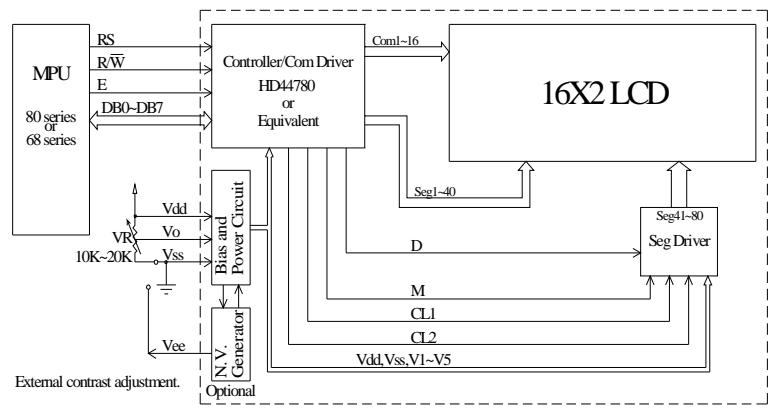 MPU
80 series
or
68 series
RS
R/W̅
E
DB0~DB7
Controller/Com Driver
HD44780
or
Equivalent
Com1~16
16X2 LCD
Seg1~40
Seg41~80
Seg Driver
Vdd
Vo
VR
Vss
10K~20K
Bias and
Power Circuit
D
M
CL1
CL2
Vdd,Vss,V1~V5
Vee
N.V.
Generator
Optional
External contrast adjustment.